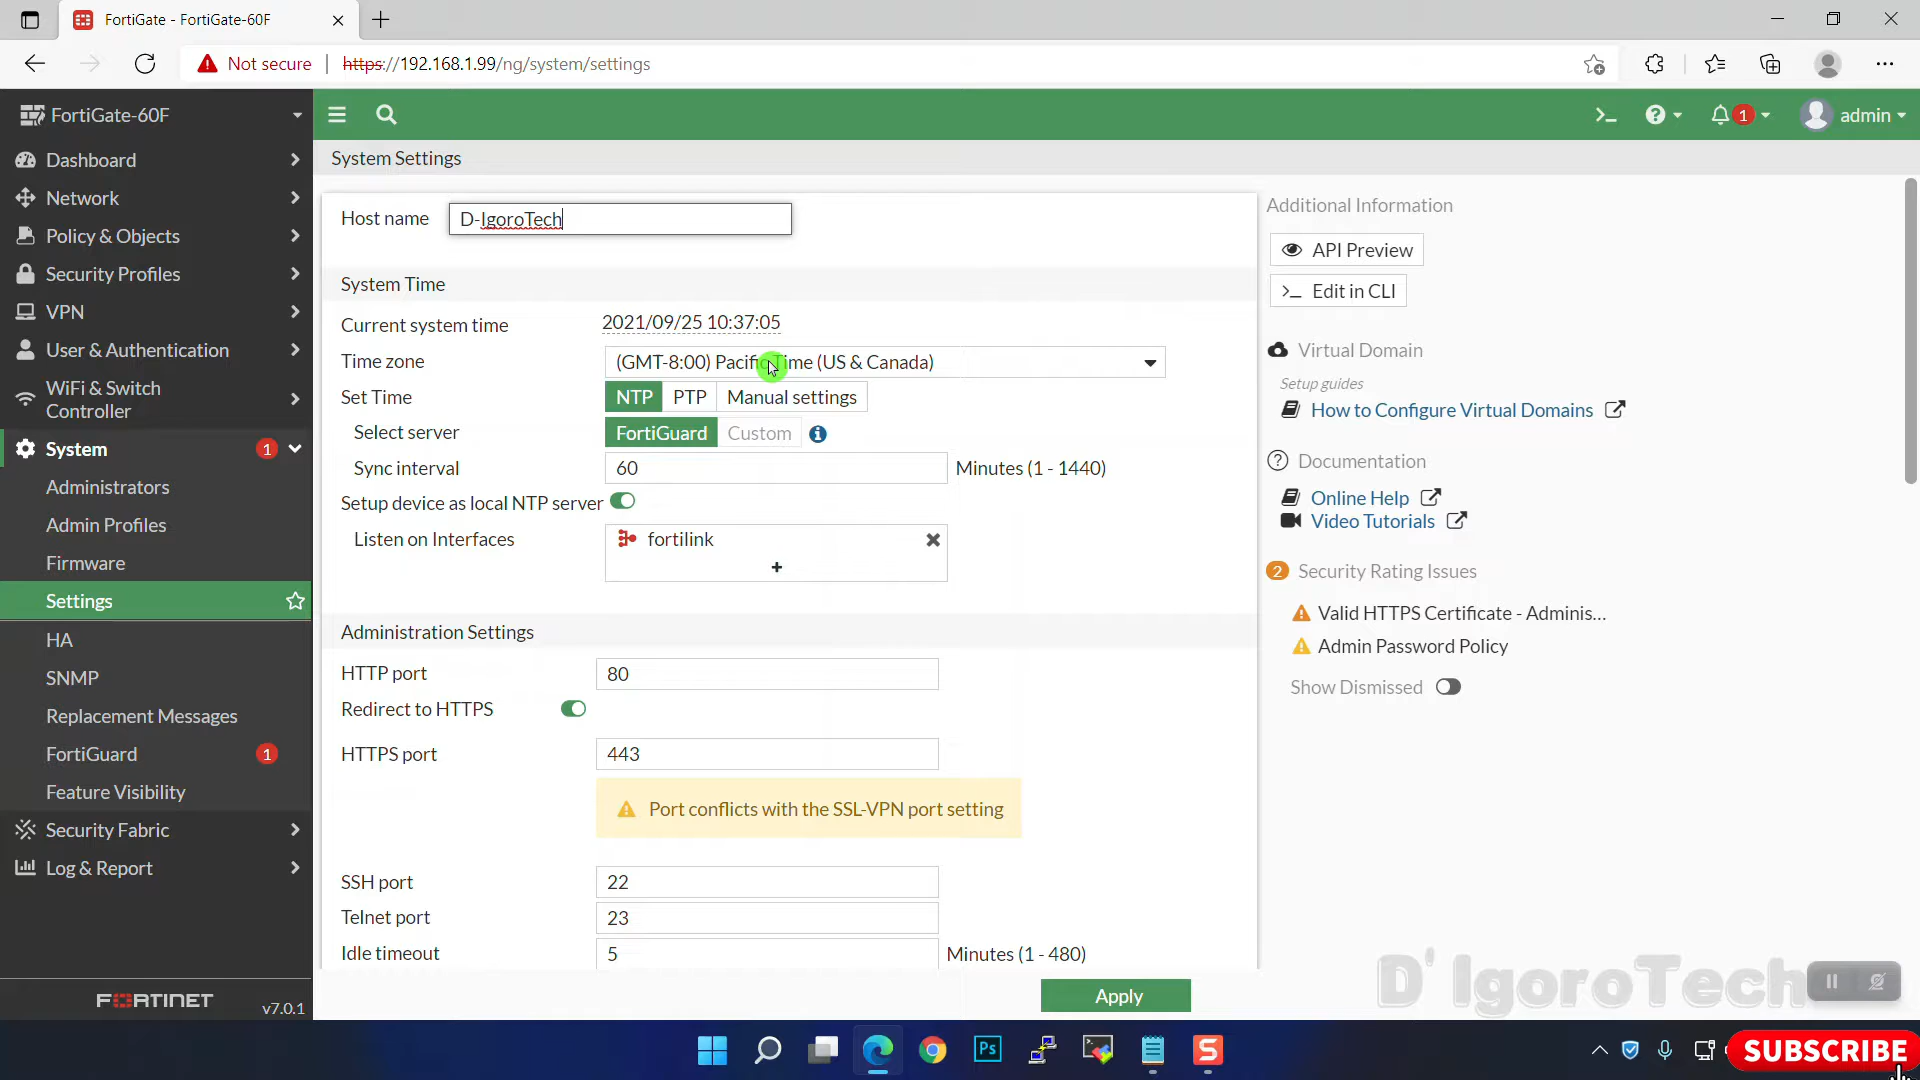 FortiGate - FortiGate-60F
Not secure
https://192.168.1.99/ng/system/settings
FortiGate-60F
1
admin
Dashboard
Network
Policy & Objects
Security Profiles
VPN
User & Authentication
WiFi & Switch
Controller
System
1
Administrators
Admin Profiles
Firmware
Settings
HA
SNMP
Replacement Messages
FortiGuard
1
Feature Visibility
Security Fabric
Log & Report
FORTINET
v7.0.1
System Settings
Host name
D-IgoroTech
System Time
Current system time
2021/09/25 10:37:05
Time zone
(GMT-8:00) Pacific Time (US & Canada)
Set Time
NTP
PTP
Manual settings
Select server
FortiGuard
Custom
Sync interval
60
Minutes (1 - 1440)
Setup device as local NTP server
Listen on Interfaces
fortilink
Administration Settings
HTTP port
80
Redirect to HTTPS
HTTPS port
443
Port conflicts with the SSL-VPN port setting
SSH port
22
Telnet port
23
Idle timeout
5
Minutes (1 - 480)
Apply
Additional Information
API Preview
>_ Edit in CLI
Virtual Domain
Setup guides
How to Configure Virtual Domains
Documentation
Online Help
Video Tutorials
2
Security Rating Issues
Valid HTTPS Certificate - Adminis...
Admin Password Policy
Show Dismissed
D' IgoroTech
Ps
S
SUBSCRIBE